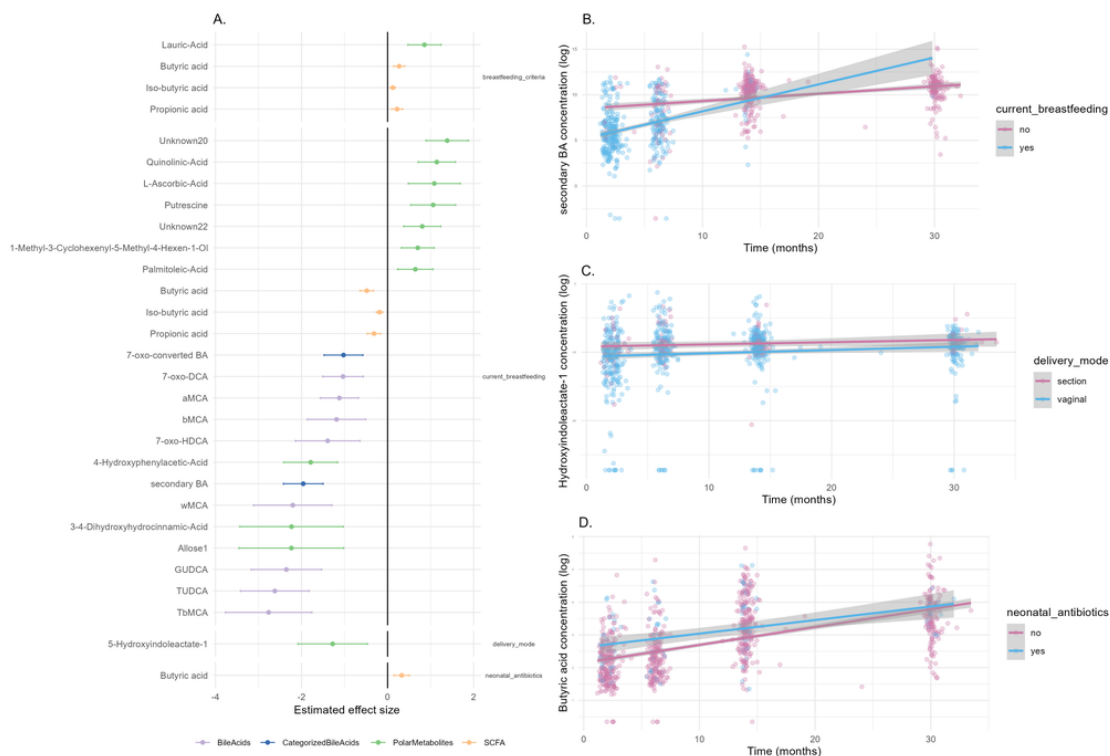 A.
Lauric-Acid
Butyric acid
Iso-butyric acid
Propionic acid
breastfeeding_criteria
Unknown20
Quinolinic-Acid
L-Ascorbic-Acid
Putrescine
Unknown22
1-Methyl-3-Cyclohexenyl-5-Methyl-4-Hexen-1-Ol
Palmitoleic-Acid
Butyric acid
Iso-butyric acid
Propionic acid
7-oxo-converted BA
7-oxo-DCA
aMCA
bMCA
7-oxo-HDCA
4-Hydroxyphenylacetic-Acid
secondary BA
wMCA
3-4-Dihydroxyhydrocinnamic-Acid
Allose1
GUDCA
TUDCA
TbMCA
current_breastfeeding
5-Hydroxyindoleactate-1
delivery_mode
Butyric acid
neonatal_antibiotics
-4 -2 0 2
Estimated effect size
BileAcids CategorizedBileAcids PolarMetabolites SCFA
B.
secondary BA concentration (log)
0 10 20 30
Time (months)
current_breastfeeding
no
yes
C.
Hydroxyindoleactate-1 concentration (log)
0 10 20 30
Time (months)
delivery_mode
section
vaginal
D.
Butyric acid concentration (log)
0 10 20 30
Time (months)
neonatal_antibiotics
no
yes